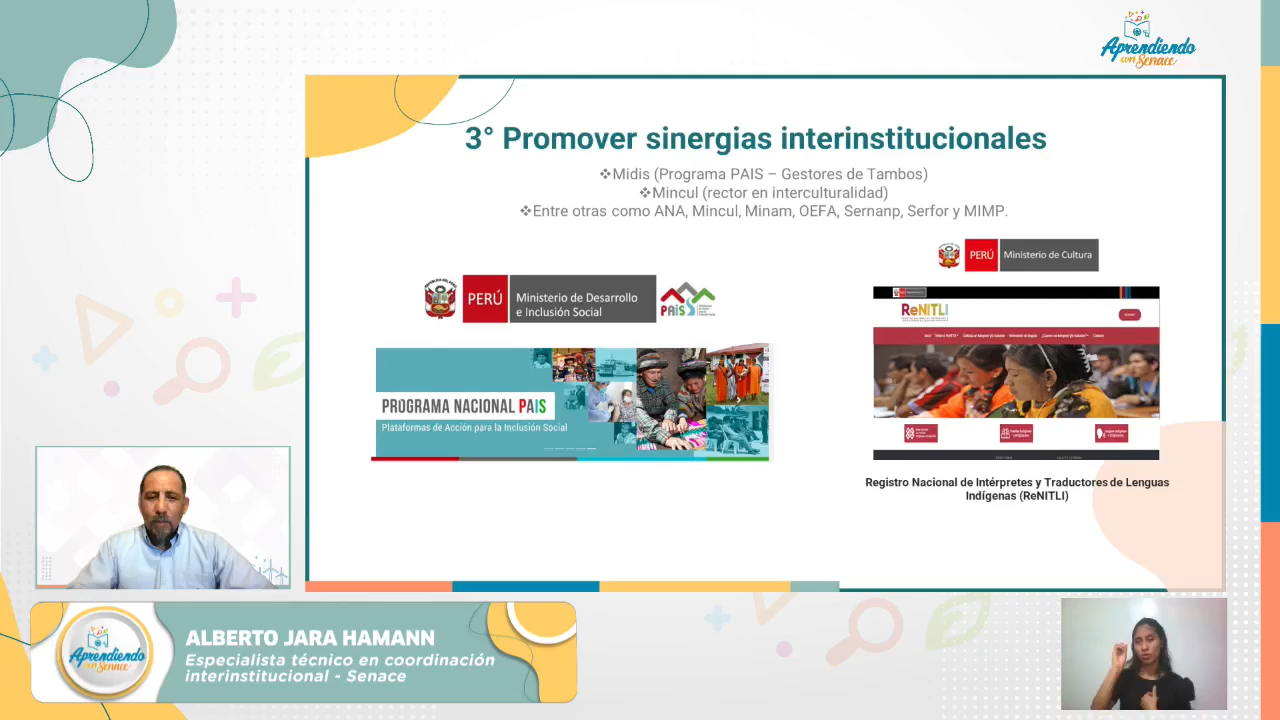 Aprendiendo
con Senace
3° Promover sinergias interinstitucionales
❖Midis (Programa PAIS – Gestores de Tambos)
❖Mincul (rector en interculturalidad)
❖Entre otras como ANA, Mincul, Minam, OEFA, Sernanp, Serfor y MIMP.
PERÚ
Ministerio de Cultura
PERÚ
Ministerio de Desarrollo
e Inclusión Social
PAIS
ReNITLI
PROGRAMA NACIONAL PAIS
Plataformas de Acción para la Inclusión Social
Registro Nacional de Intérpretes y Traductores de Lenguas
Indígenas (ReNITLI)
Aprendiendo
con Senace
ALBERTO JARA HAMANN
Especialista técnico en coordinación
interinstitucional - Senace